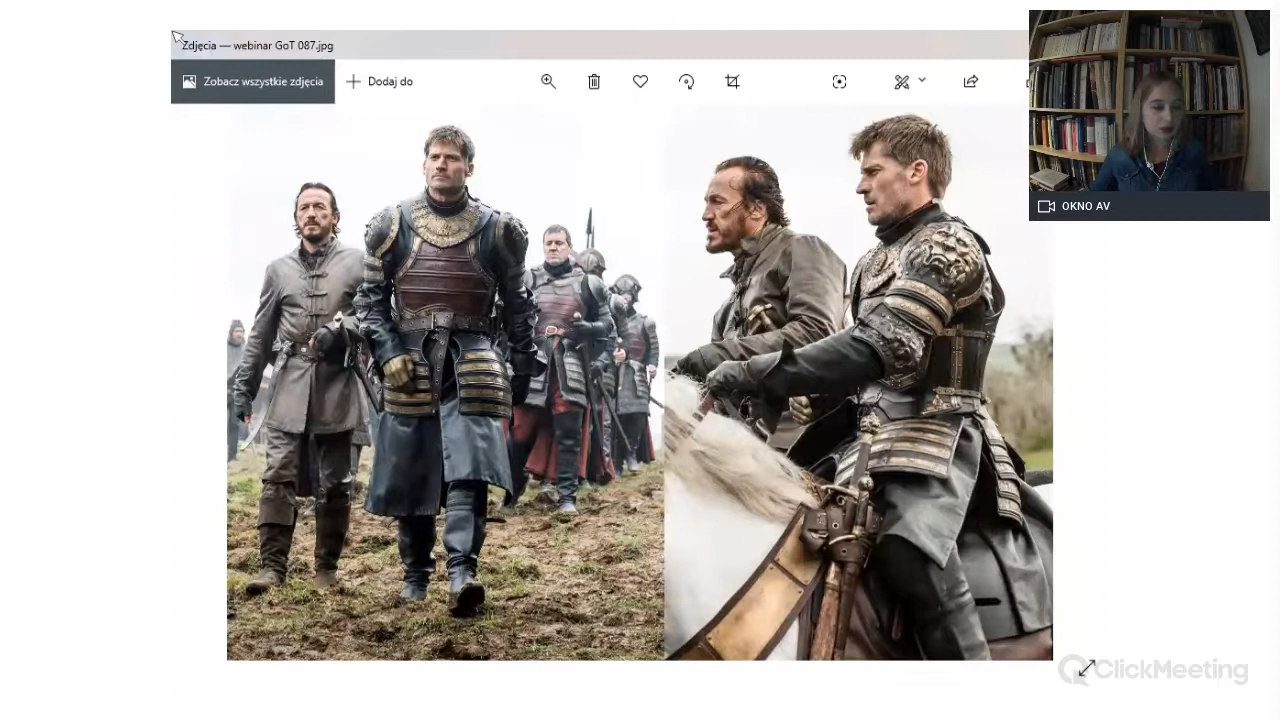 Zdjęcia — webinar GoT 087.jpg
Zobacz wszystkie zdjęcia
Dodaj do
OKNO AV
ClickMeeting